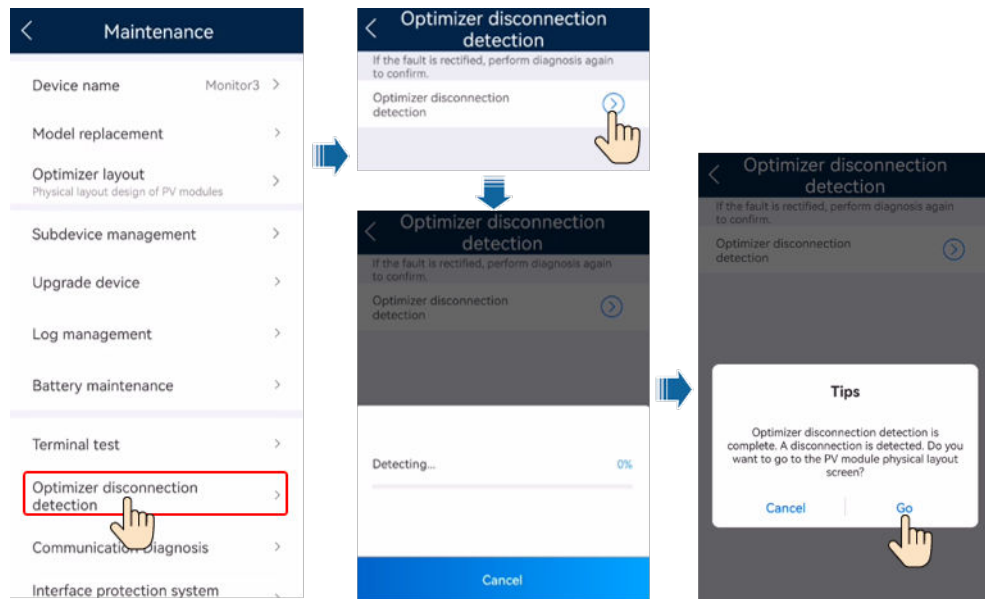 Maintenance
Device name Monitor3
Model replacement
Optimizer layout
Physical layout design of PV modules
Subdevice management
Upgrade device
Log management
Battery maintenance
Terminal test
Optimizer disconnection
detection
Communication Diagnosis
Interface protection system
Optimizer disconnection
detection
If the fault is rectified, perform diagnosis again
to confirm.
Optimizer disconnection
detection
Optimizer disconnection
detection
If the fault is rectified, perform diagnosis again
to confirm.
Optimizer disconnection
detection
Detecting... 0%
Cancel
Optimizer disconnection
detection
If the fault is rectified, perform diagnosis again
to confirm.
Optimizer disconnection
detection
Tips
Optimizer disconnection detection is
complete. A disconnection is detected. Do you
want to go to the PV module physical layout
screen?
Cancel Go